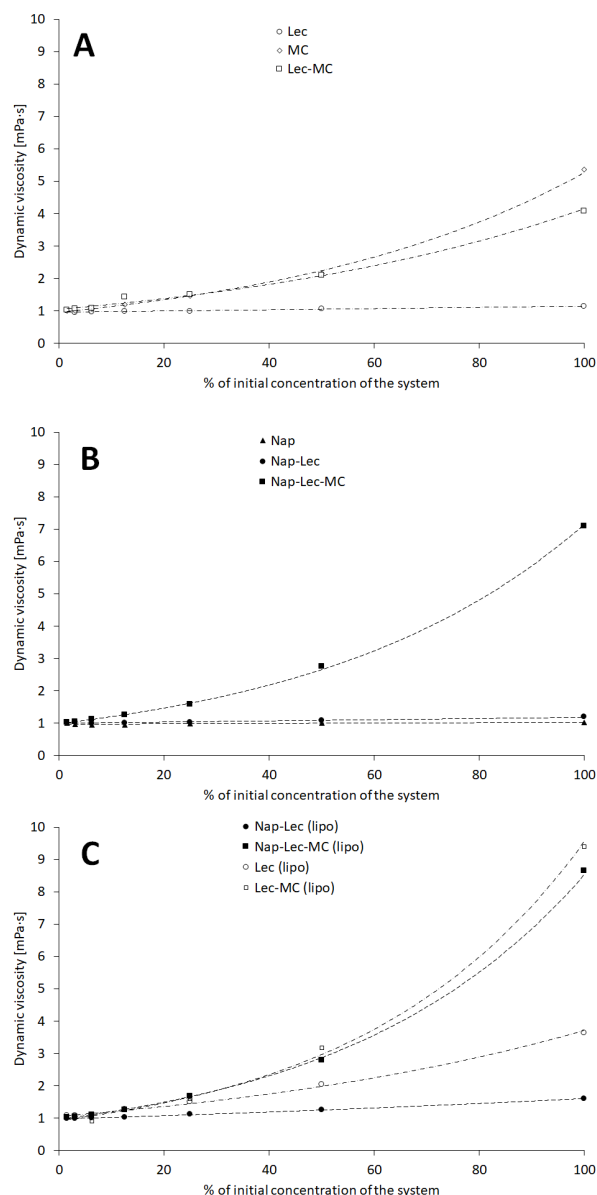 A
Lec
MC
Lec-MC
Dynamic viscosity [mPa·s]
10
9
8
7
6
5
4
3
2
1
0
0 20 40 60 80 100
% of initial concentration of the system
B
Nap
Nap-Lec
Nap-Lec-MC
Dynamic viscosity [mPa·s]
10
9
8
7
6
5
4
3
2
1
0
0 20 40 60 80 100
% of initial concentration of the system
C
Nap-Lec (lipo)
Nap-Lec-MC (lipo)
Lec (lipo)
Lec-MC (lipo)
Dynamic viscosity [mPa·s]
10
9
8
7
6
5
4
3
2
1
0
0 20 40 60 80 100
% of initial concentration of the system